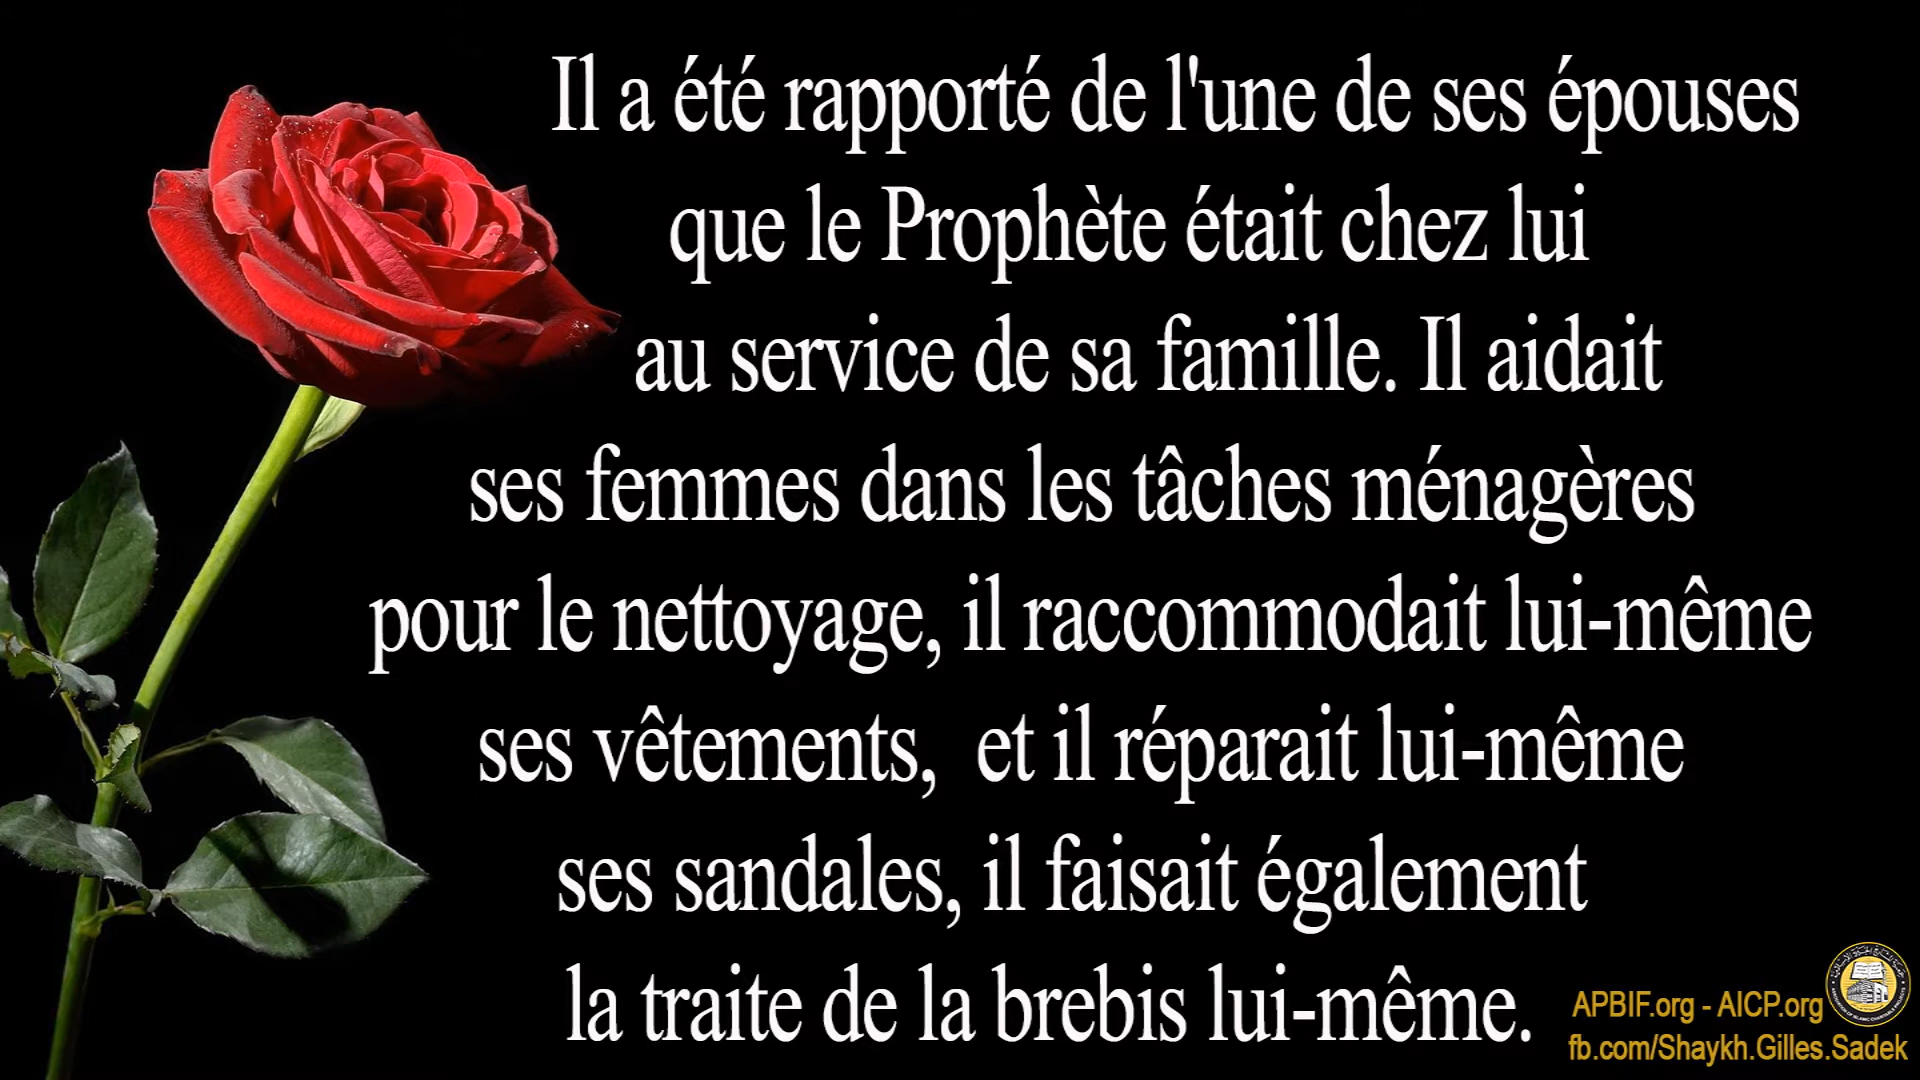 Il a été rapporté de l'une de ses épouses
que le Prophète était chez lui
au service de sa famille. Il aidait
ses femmes dans les tâches ménagères
pour le nettoyage, il raccommodait lui-même
ses vêtements,  et il réparait lui-même
ses sandales, il faisait également
la traite de la brebis lui-même.
APBIF.org - AICP.org
fb.com/Shaykh.Gilles.Sadek